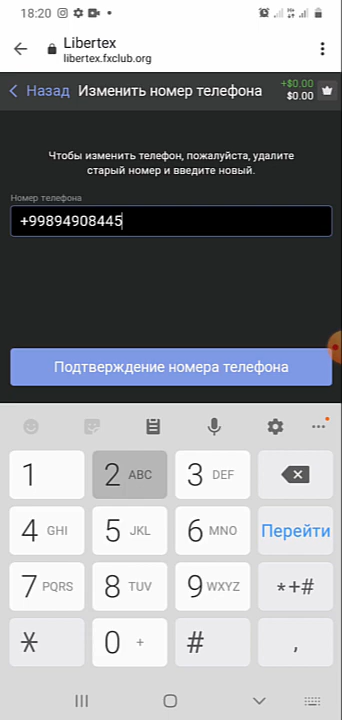 18:20
Libertex
libertex.fxclub.org
Назад Изменить номер телефона +$0.00
$0.00
Чтобы изменить телефон, пожалуйста, удалите
старый номер и введите новый.
Номер телефона
+99894908445
Подтверждение номера телефона
1 2 ABC 3 DEF
4 GHI 5 JKL 6 MNO Перейти
7 PQRS 8 TUV 9 WXYZ *+#
* 0 + # ,